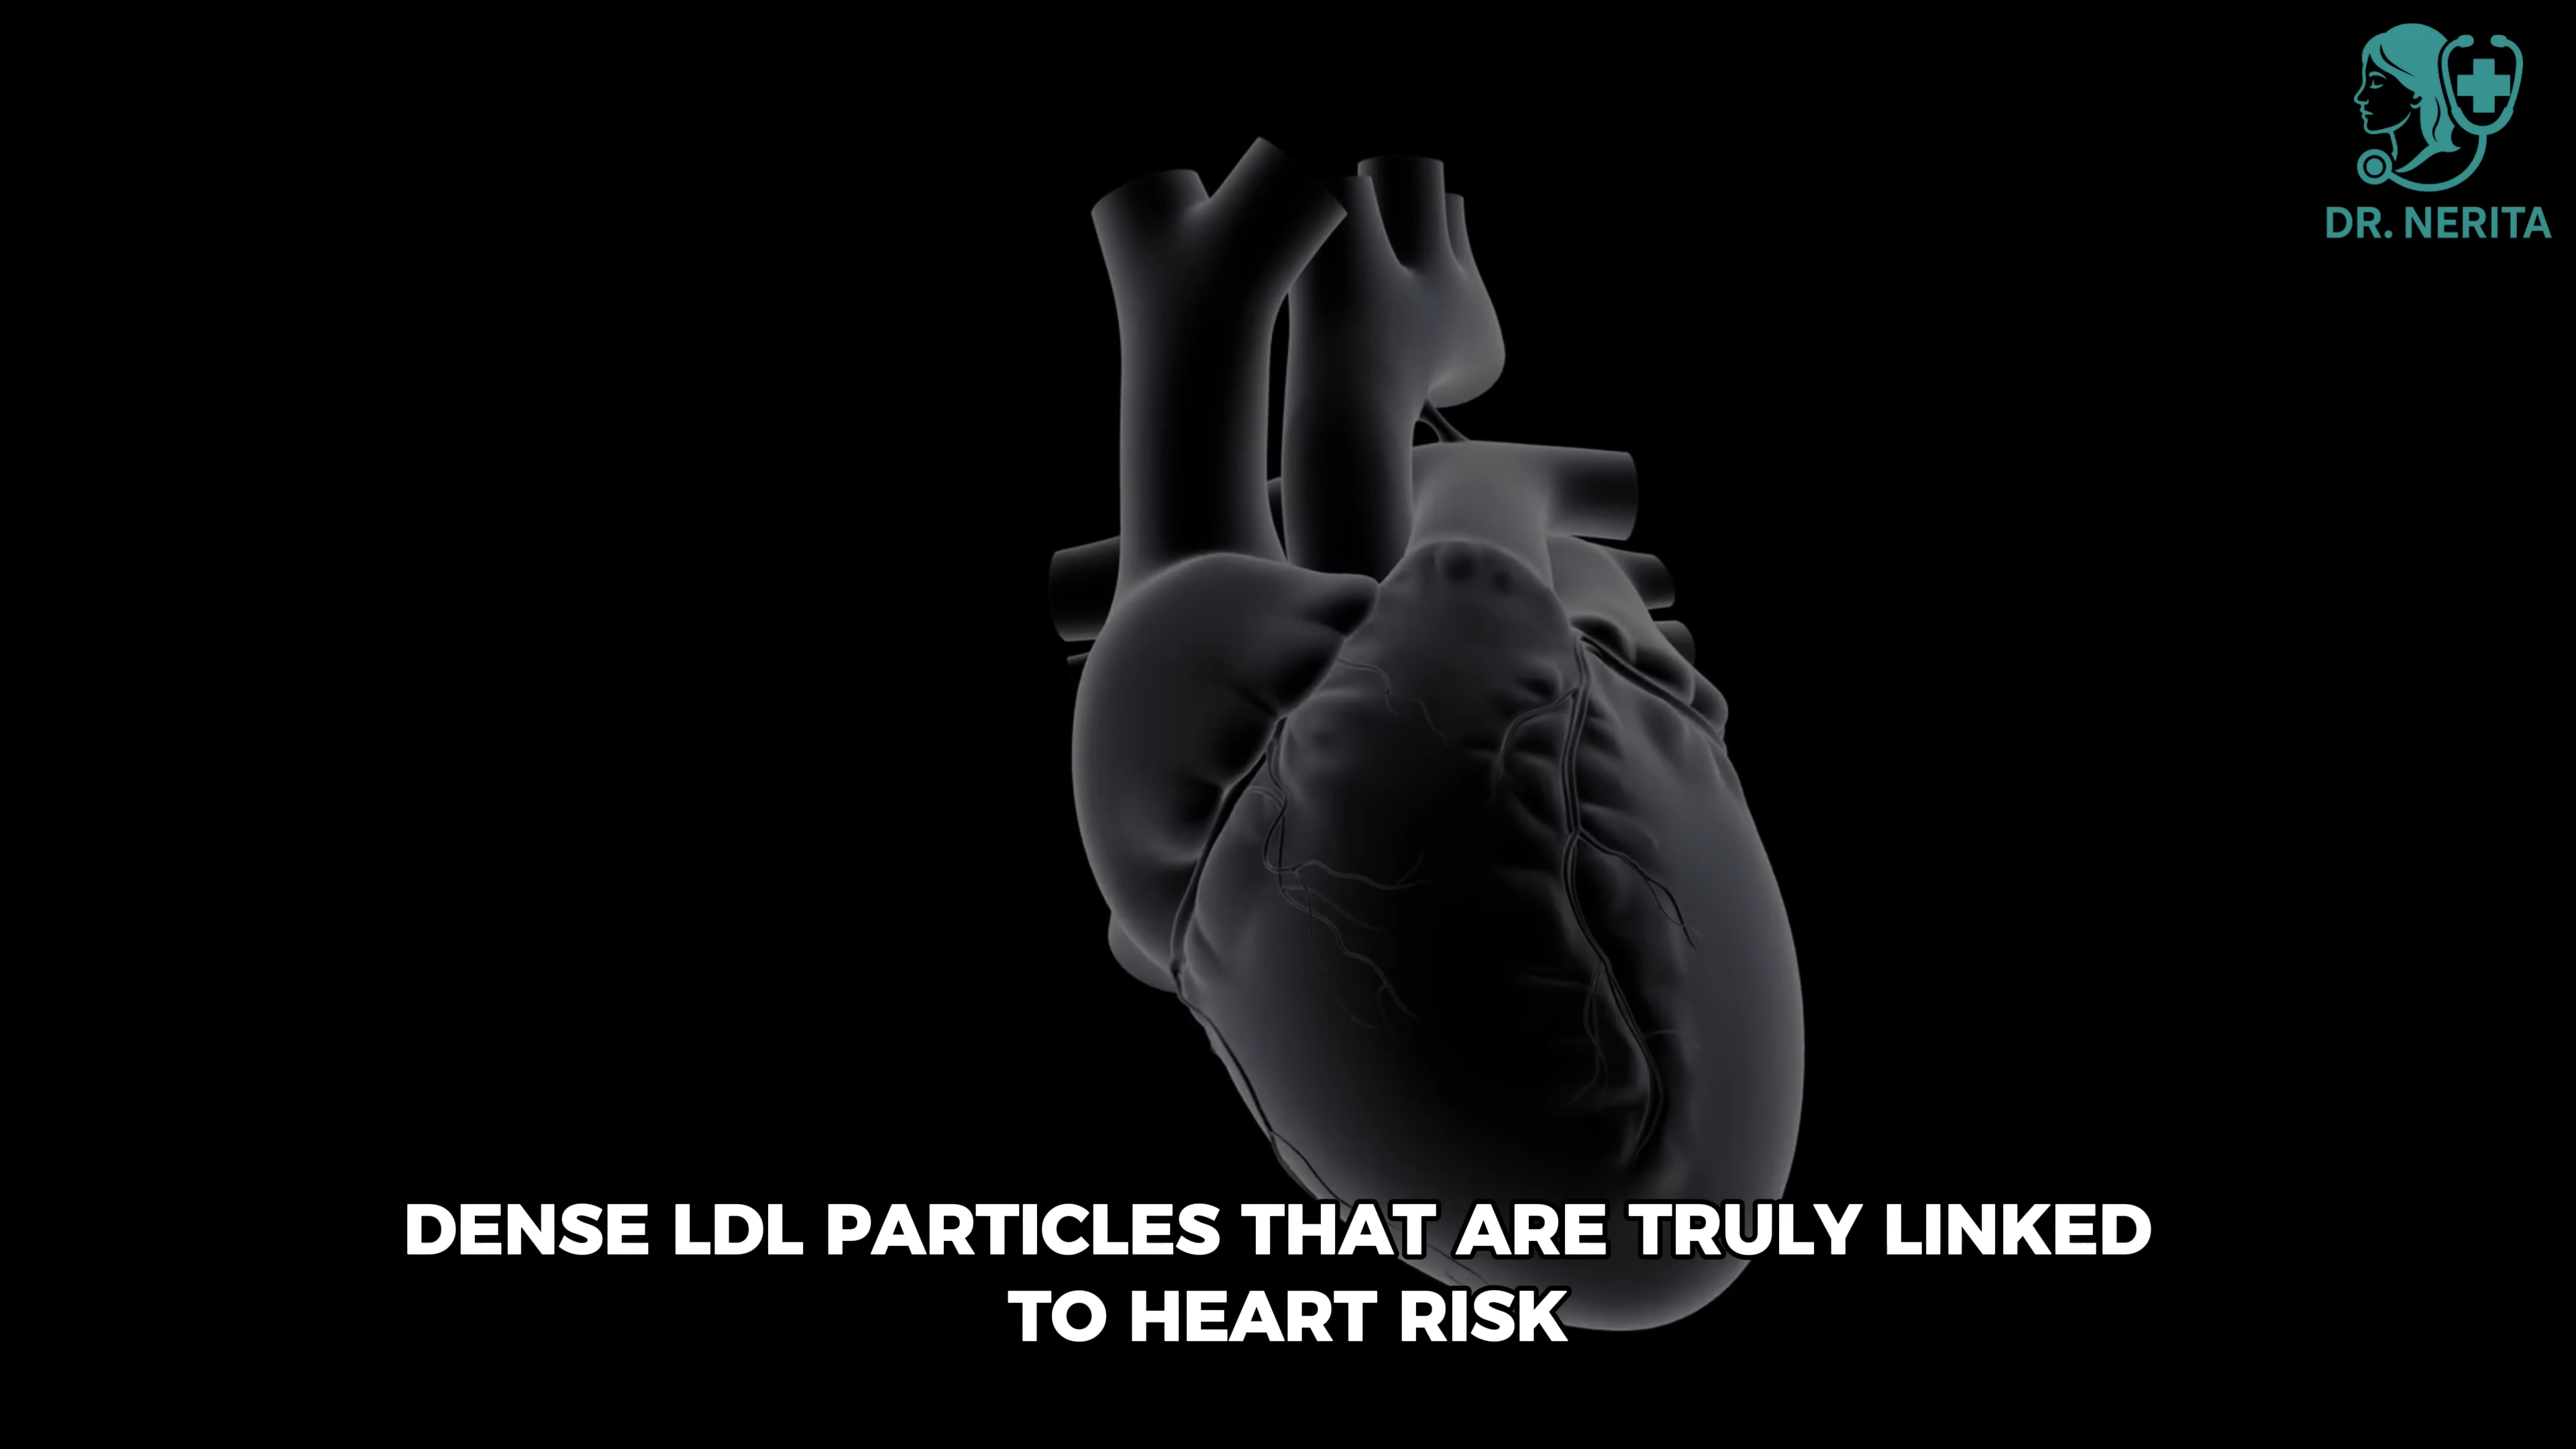 DR. NERITA
DENSE LDL PARTICLES THAT ARE TRULY LINKED
TO HEART RISK